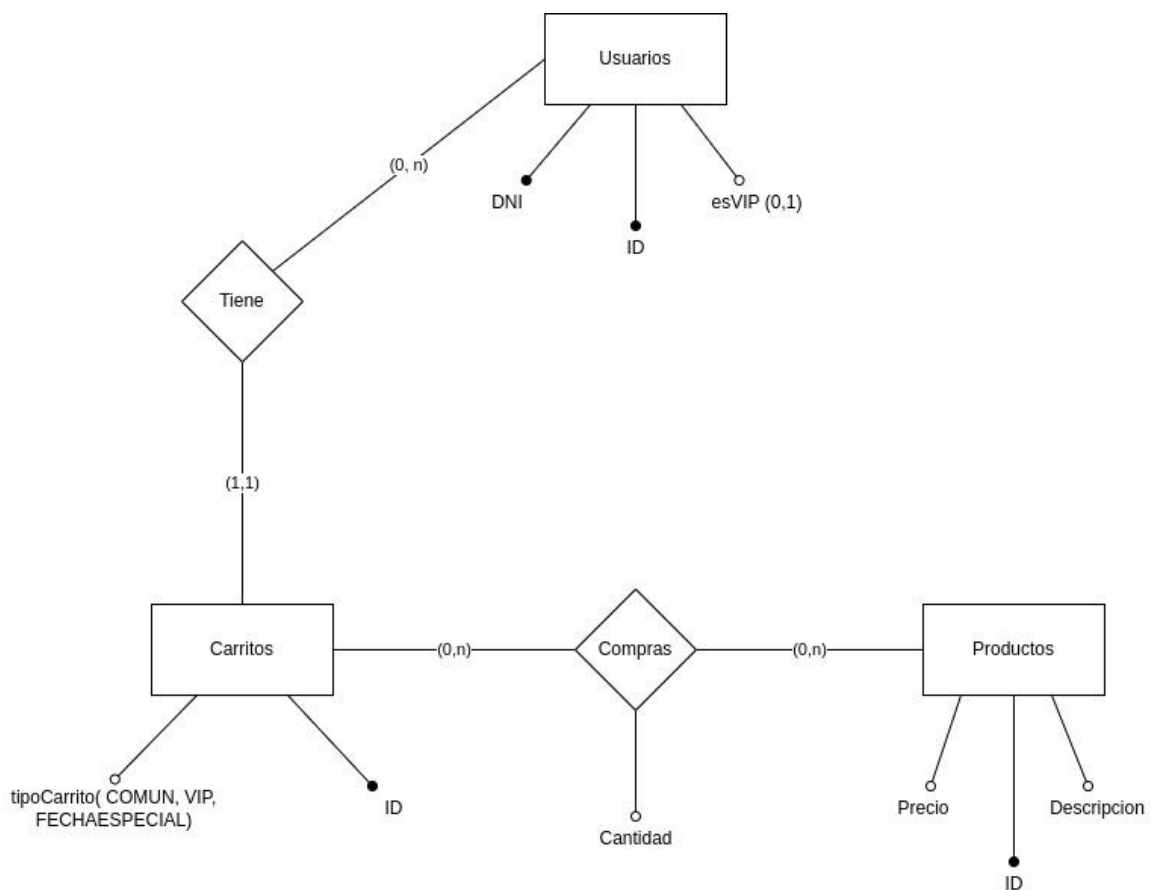 Usuarios
(0, n)
DNI
esVIP (0,1)
ID
Tiene
(1,1)
Carritos
(0,n)
Compras
(0,n)
Productos
tipoCarrito( COMUN, VIP,
FECHAESPECIAL)
ID
Cantidad
Precio
Descripcion
ID